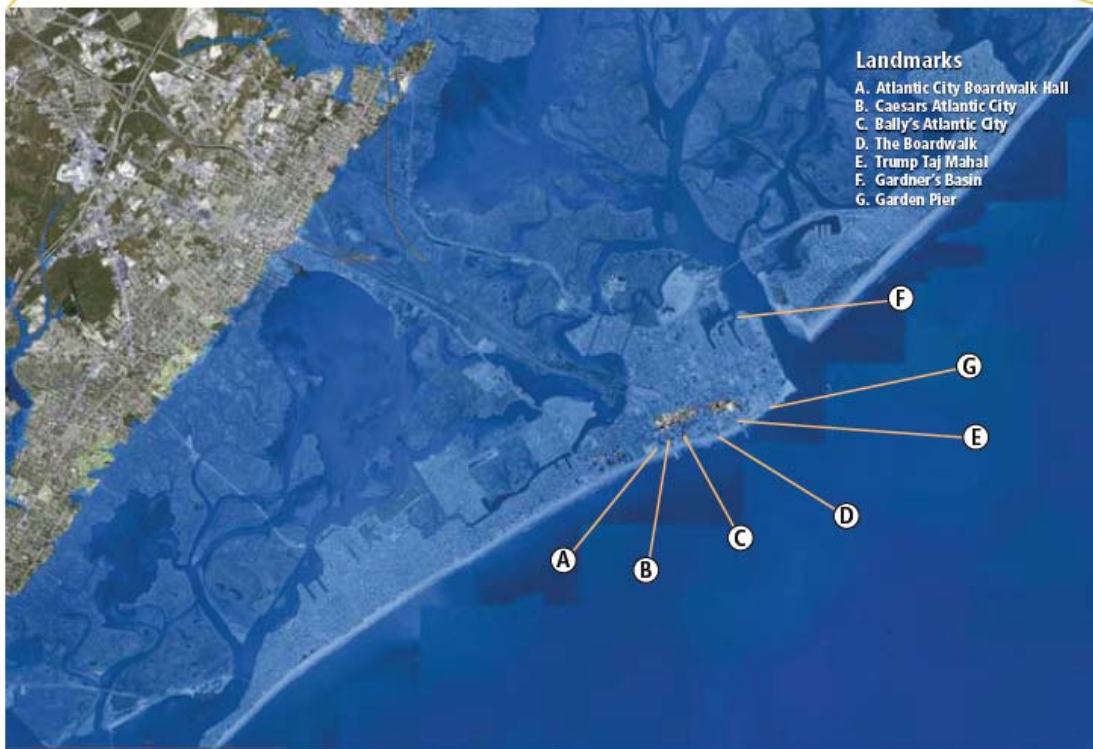 Landmarks
A. Atlantic City Boardwalk Hall
B. Caesars Atlantic City
C. Bally's Atlantic City
D. The Boardwalk
E. Trump Taj Mahal
F. Gardner's Basin
G. Garden Pier
F
G
E
D
C
A
B